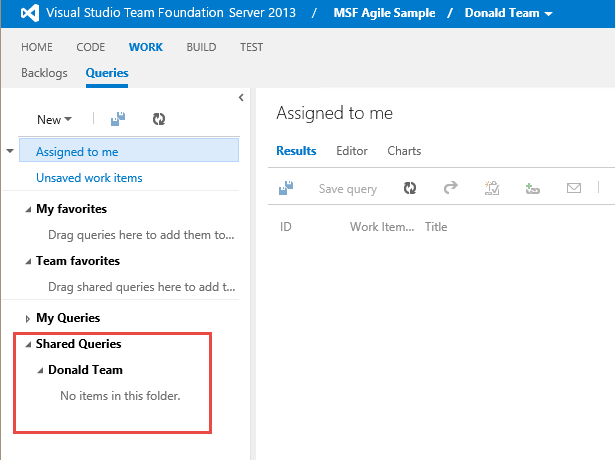 Visual Studio Team Foundation Server 2013 / MSF Agile Sample / Donald Team
HOME CODE WORK BUILD TEST
Backlogs Queries
New
Assigned to me
Unsaved work items
My favorites
Drag queries here to add them to...
Team favorites
Drag shared queries here to add t...
My Queries
Shared Queries
Donald Team
No items in this folder.
Assigned to me
Results Editor Charts
Save query
ID Work Item... Title